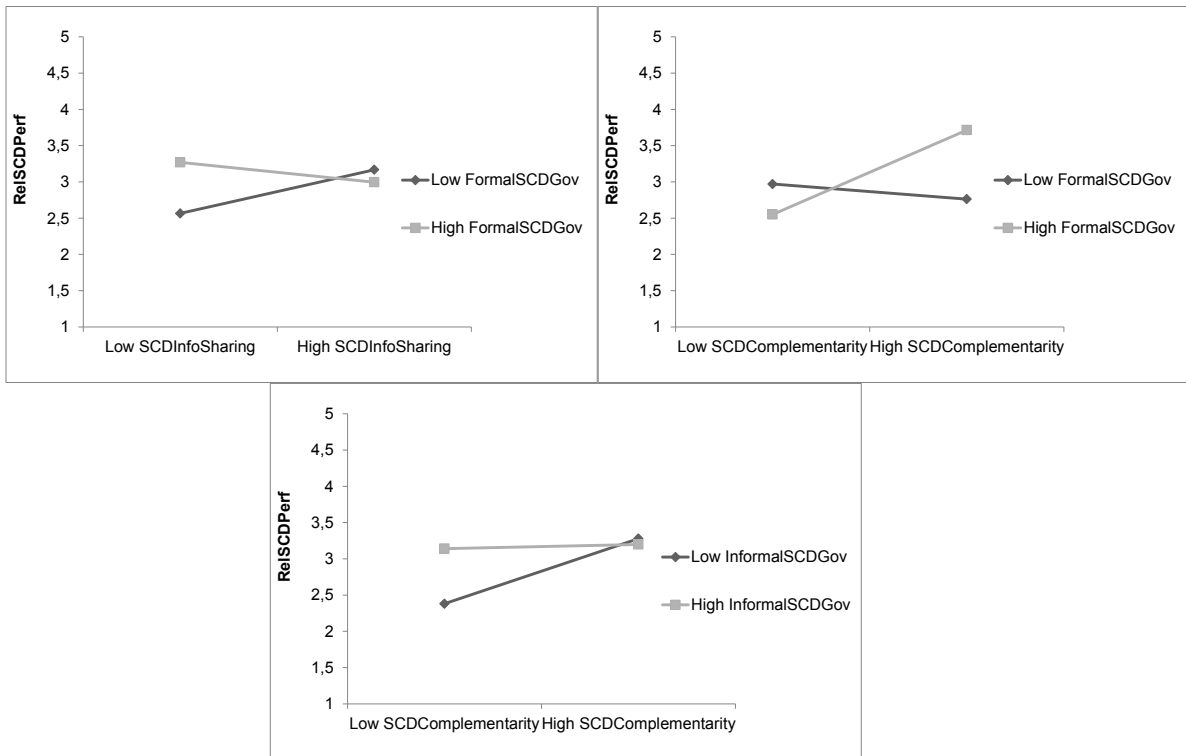 RelSCDPerf
5
4,5
4
3,5
3
2,5
2
1,5
1
Low SCDInfoSharing High SCDInfoSharing
Low FormalSCDGov
High FormalSCDGov
RelSCDPerf
5
4,5
4
3,5
3
2,5
2
1,5
1
Low SCDComplementarity High SCDComplementarity
Low FormalSCDGov
High FormalSCDGov
RelSCDPerf
5
4,5
4
3,5
3
2,5
2
1,5
1
Low SCDComplementarity High SCDComplementarity
Low InformalSCDGov
High InformalSCDGov